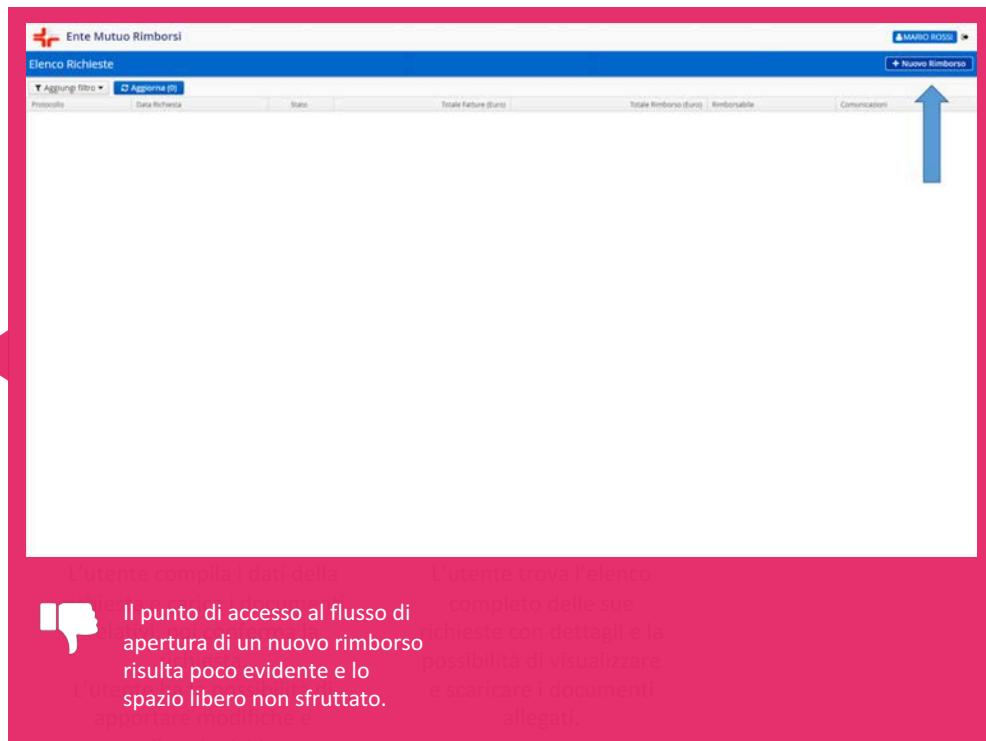 Ente Mutuo Rimborsi
MARIO ROSSI
Elenco Richieste
+ Nuovo Rimborso
Aggiungi filtro
Aggiorna (0)
Protocollo Data Richiesta Stato Totale Fatture (Euro) Totale Rimborso (Euro) Rimborsabile Comunicazioni
Il punto di accesso al flusso di
apertura di un nuovo rimborso
risulta poco evidente e lo
spazio libero non sfruttato.
L'utente compila i dati della
apportare modifiche e
L'utente trova l'elenco
completo delle sue
richieste con dettagli e la
possibilità di visualizzare
e scaricare i documenti
allegati.